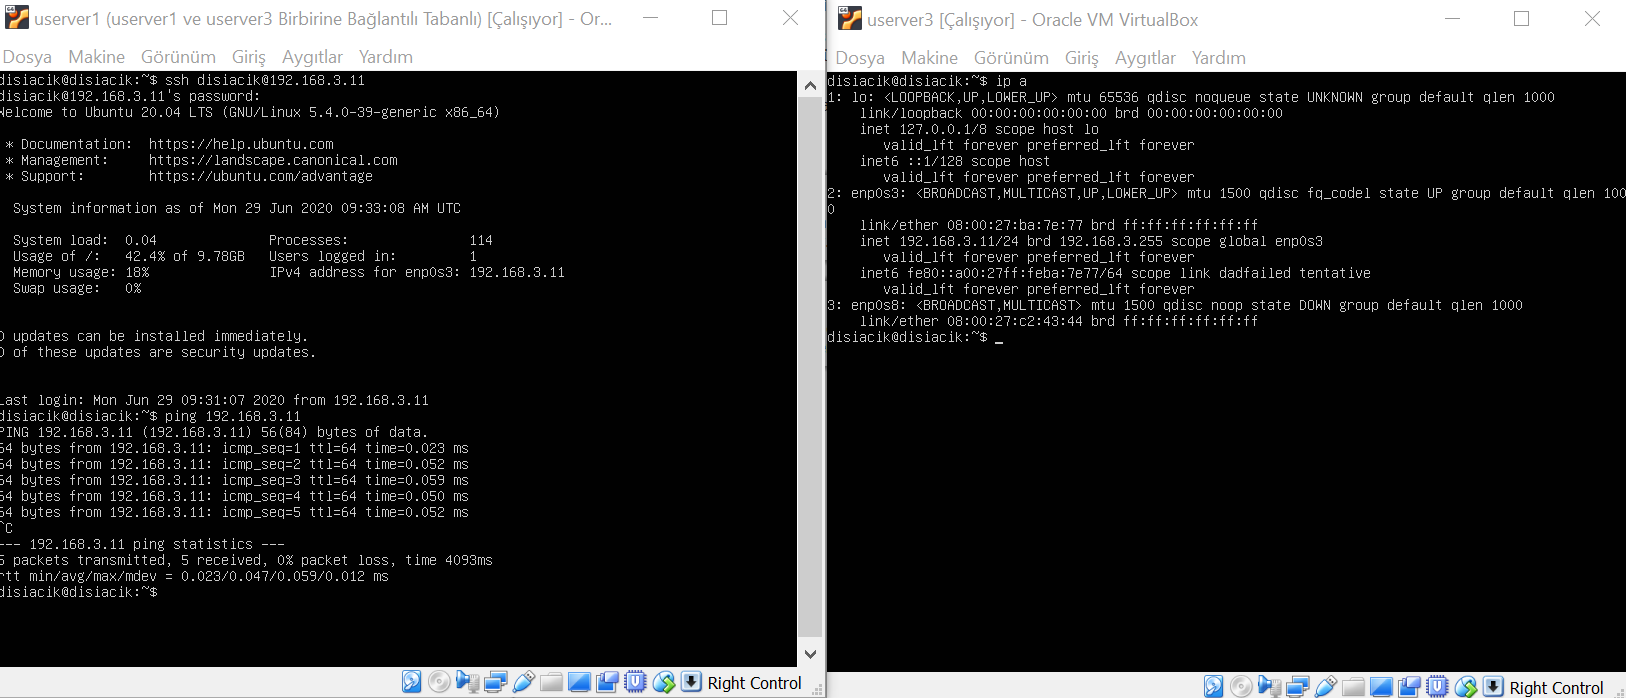 userver1 (userver1 ve userver3 Birbirine Bağlantılı Tabanlı) [Çalışıyor] - Or...
Dosya Makine Görünüm Giriş Aygıtlar Yardım
disiacik@disiacik:~$ ssh disiacik@192.168.3.11
disiacik@192.168.3.11's password:
Welcome to Ubuntu 20.04 LTS (GNU/Linux 5.4.0-39-generic x86_64)
* Documentation: https://help.ubuntu.com
* Management: https://landscape.canonical.com
* Support: https://ubuntu.com/advantage
System information as of Mon 29 Jun 2020 09:33:08 AM UTC
System load: 0.04 Processes: 114
Usage of /: 42.4% of 9.78GB Users logged in: 1
Memory usage: 18% IPv4 address for enp0s3: 192.168.3.11
Swap usage: 0%
0 updates can be installed immediately.
0 of these updates are security updates.
Last login: Mon Jun 29 09:31:07 2020 from 192.168.3.11
disiacik@disiacik:~$ ping 192.168.3.11
PING 192.168.3.11 (192.168.3.11) 56(84) bytes of data.
64 bytes from 192.168.3.11: icmp_seq=1 ttl=64 time=0.023 ms
64 bytes from 192.168.3.11: icmp_seq=2 ttl=64 time=0.052 ms
64 bytes from 192.168.3.11: icmp_seq=3 ttl=64 time=0.059 ms
64 bytes from 192.168.3.11: icmp_seq=4 ttl=64 time=0.050 ms
64 bytes from 192.168.3.11: icmp_seq=5 ttl=64 time=0.052 ms
^C
--- 192.168.3.11 ping statistics ---
5 packets transmitted, 5 received, 0% packet loss, time 4093ms
rtt min/avg/max/mdev = 0.023/0.047/0.059/0.012 ms
disiacik@disiacik:~$
Right Control
userver3 [Çalışıyor] - Oracle VM VirtualBox
Dosya Makine Görünüm Giriş Aygıtlar Yardım
disiacik@disiacik:~$ ip a
1: lo: <LOOPBACK,UP,LOWER_UP> mtu 65536 qdisc noqueue state UNKNOWN group default qlen 1000
link/loopback 00:00:00:00:00:00 brd 00:00:00:00:00:00
inet 127.0.0.1/8 scope host lo
valid_lft forever preferred_lft forever
inet6 ::1/128 scope host
valid_lft forever preferred_lft forever
2: enp0s3: <BROADCAST,MULTICAST,UP,LOWER_UP> mtu 1500 qdisc fq_codel state UP group default qlen 100
0
link/ether 08:00:27:ba:7e:77 brd ff:ff:ff:ff:ff:ff
inet 192.168.3.11/24 brd 192.168.3.255 scope global enp0s3
valid_lft forever preferred_lft forever
inet6 fe80::a00:27ff:feba:7e77/64 scope link dadfailed tentative
valid_lft forever preferred_lft forever
3: enp0s8: <BROADCAST,MULTICAST> mtu 1500 qdisc noop state DOWN group default qlen 1000
link/ether 08:00:27:c2:43:44 brd ff:ff:ff:ff:ff:ff
disiacik@disiacik:~$ _
Right Control